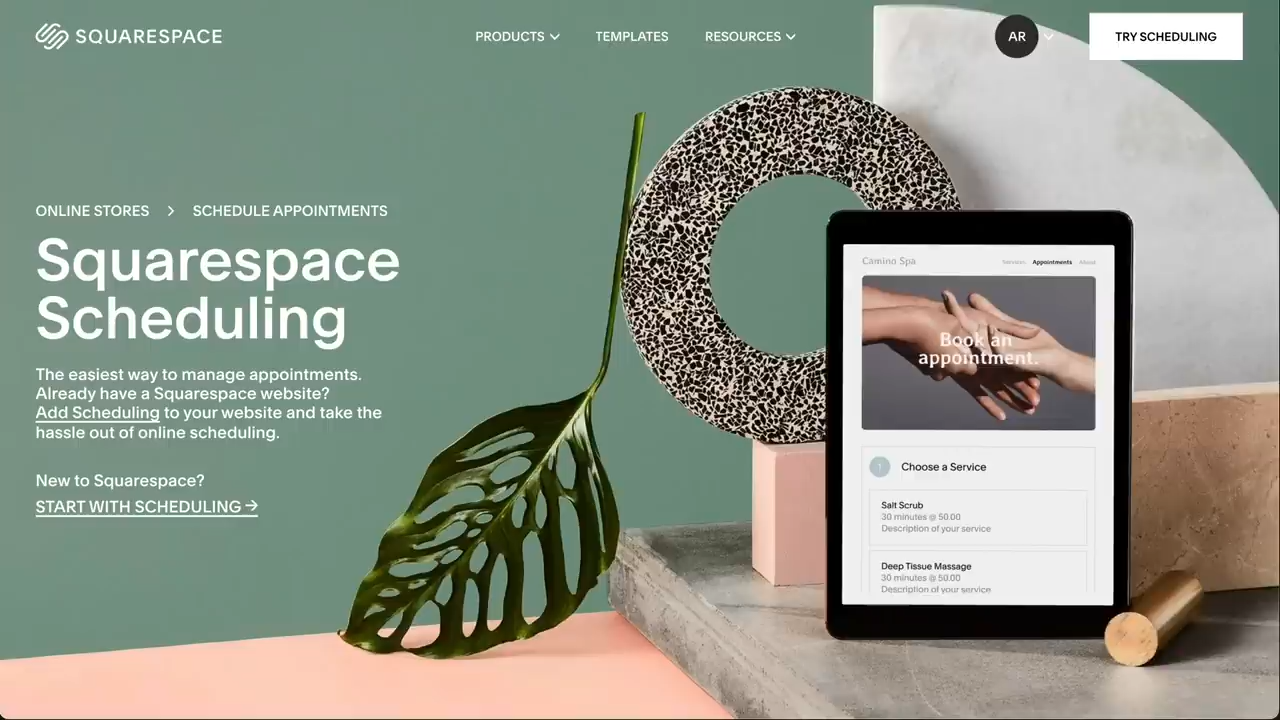 SQUARESPACE
PRODUCTS
TEMPLATES
RESOURCES
AR
TRY SCHEDULING
ONLINE STORES > SCHEDULE APPOINTMENTS
Squarespace
Scheduling
The easiest way to manage appointments.
Already have a Squarespace website?
Add Scheduling to your website and take the
hassle out of online scheduling.
New to Squarespace?
START WITH SCHEDULING →
Camino Spa
Services Appointments About
Book an
appointment.
1 Choose a Service
Salt Scrub
30 minutes @ 50.00
Description of your service
Deep Tissue Massage
30 minutes @ 50.00
Description of your service